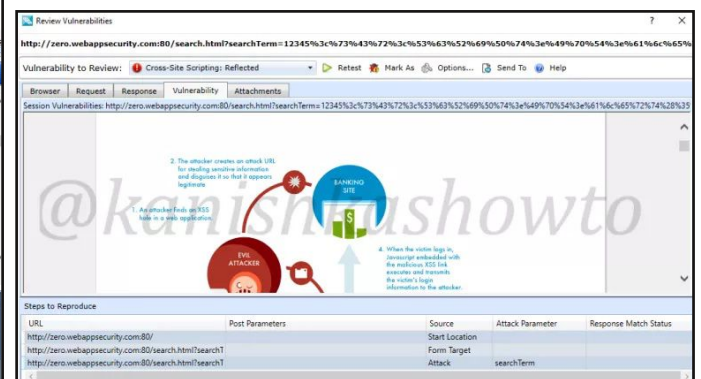 Review Vulnerabilities ? ×
http://zero.webappsecurity.com:80/search.html?searchTerm=12345%3c%73%43%72%3c%53%63%52%69%50%74%3e%49%70%54%3e%61%6c%65%
Vulnerability to Review: Cross-Site Scripting: Reflected Retest Mark As Options... Send To Help
Browser Request Response Vulnerability Attachments
Session Vulnerabilities: http://zero.webappsecurity.com:80/search.html?searchTerm=12345%3c%73%43%72%3c%53%63%52%69%50%74%3e%49%70%54%3e%61%6c%65%72%74%28%35
2. The attacker creates an attack URL
for stealing sensitive information
and disguises it so that it appears
legitimate.
BANKING
SITE
@kanishkashowto
1. An attacker finds an XSS
hole in a web application.
$
EVIL
ATTACKER
4. When the victim logs in,
Javascript embedded with
the malicious XSS link
executes and transmits
the victim's login
information to the attacker.
Steps to Reproduce
URL Post Parameters Source Attack Parameter Response Match Status
http://zero.webappsecurity.com:80/ Start Location
http://zero.webappsecurity.com:80/search.html?searchT Form Target
http://zero.webappsecurity.com:80/search.html?searchT Attack searchTerm